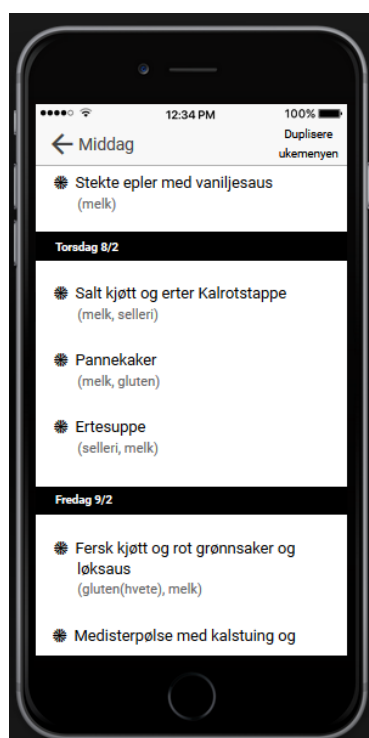 12:34 PM 100%
← Middag Duplisere
ukemenyen
Stekte epler med vaniljesaus
(melk)
Torsdag 8/2
Salt kjøtt og erter Kalrotstappe
(melk, selleri)
Pannekaker
(melk, gluten)
Ertesuppe
(selleri, melk)
Fredag 9/2
Fersk kjøtt og rot grønnsaker og
løksaus
(gluten(hvete), melk)
Medisterpølse med kalstuing og